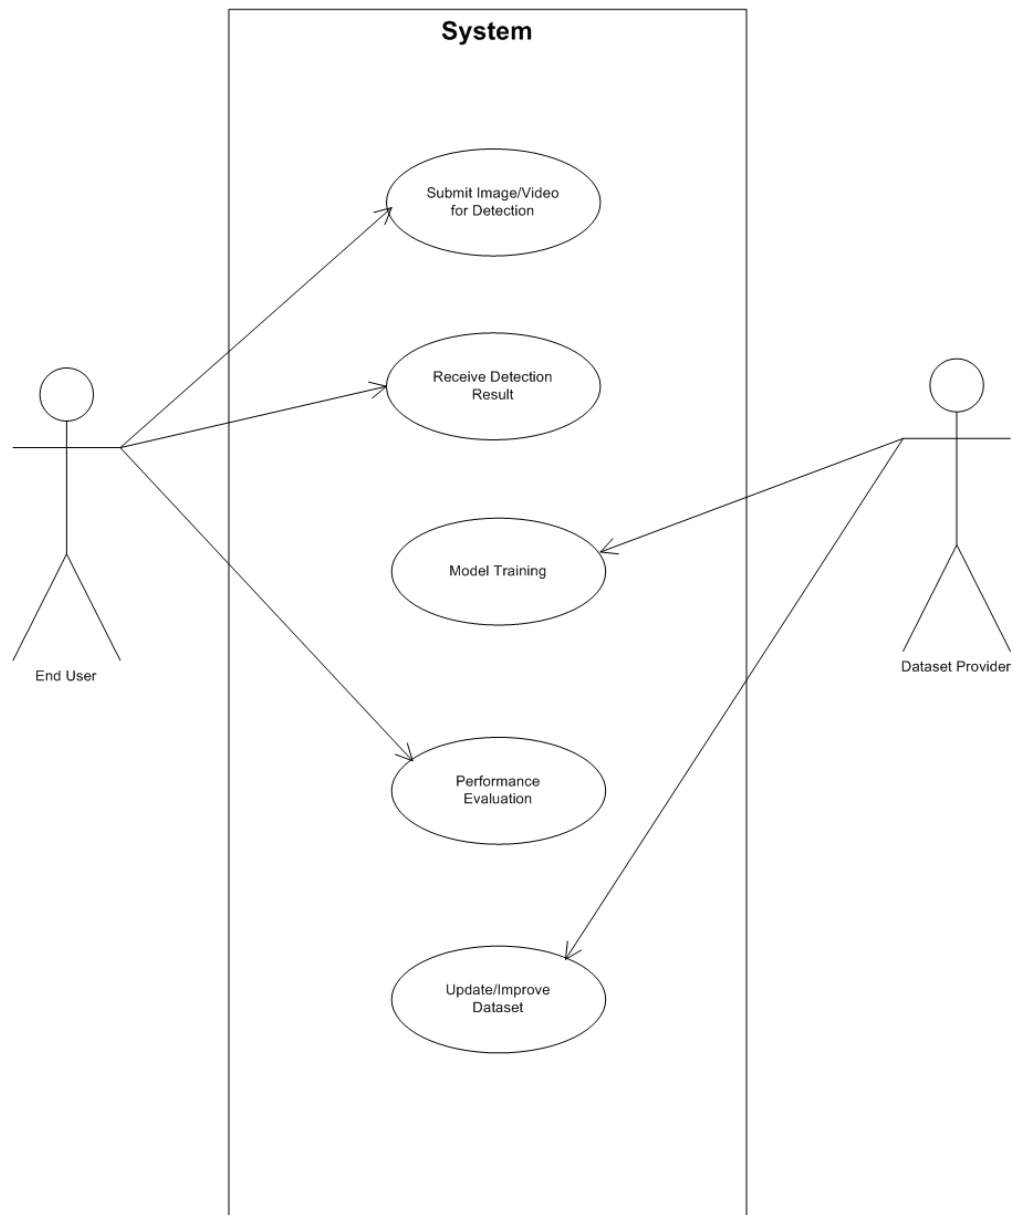 System
Submit Image/Video
for Detection
Receive Detection
Result
Model Training
End User
Dataset Provider
Performance
Evaluation
Update/Improve
Dataset